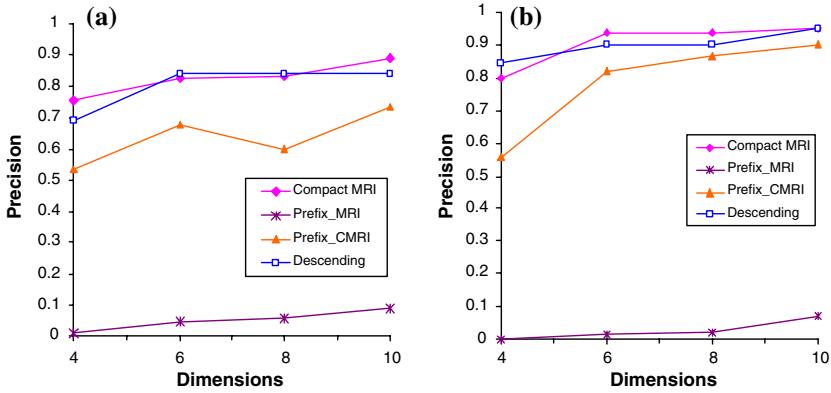 (a)
Precision
1
0.9
0.8
0.7
0.6
0.5
0.4
0.3
0.2
0.1
0
4
6
8
10
Dimensions
Compact MRI
Prefix_MRI
Prefix_CMRI
Descending
(b)
Precision
1
0.9
0.8
0.7
0.6
0.5
0.4
0.3
0.2
0.1
0
4
6
8
10
Dimensions
Compact MRI
Prefix_MRI
Prefix_CMRI
Descending